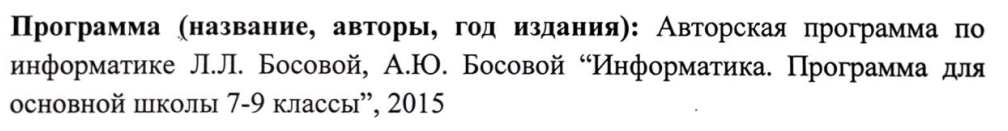 Программа (название, авторы, год издания): Авторская программа по
информатике Л.Л. Босовой, А.Ю. Босовой “Информатика. Программа для
основной школы 7-9 классы”, 2015